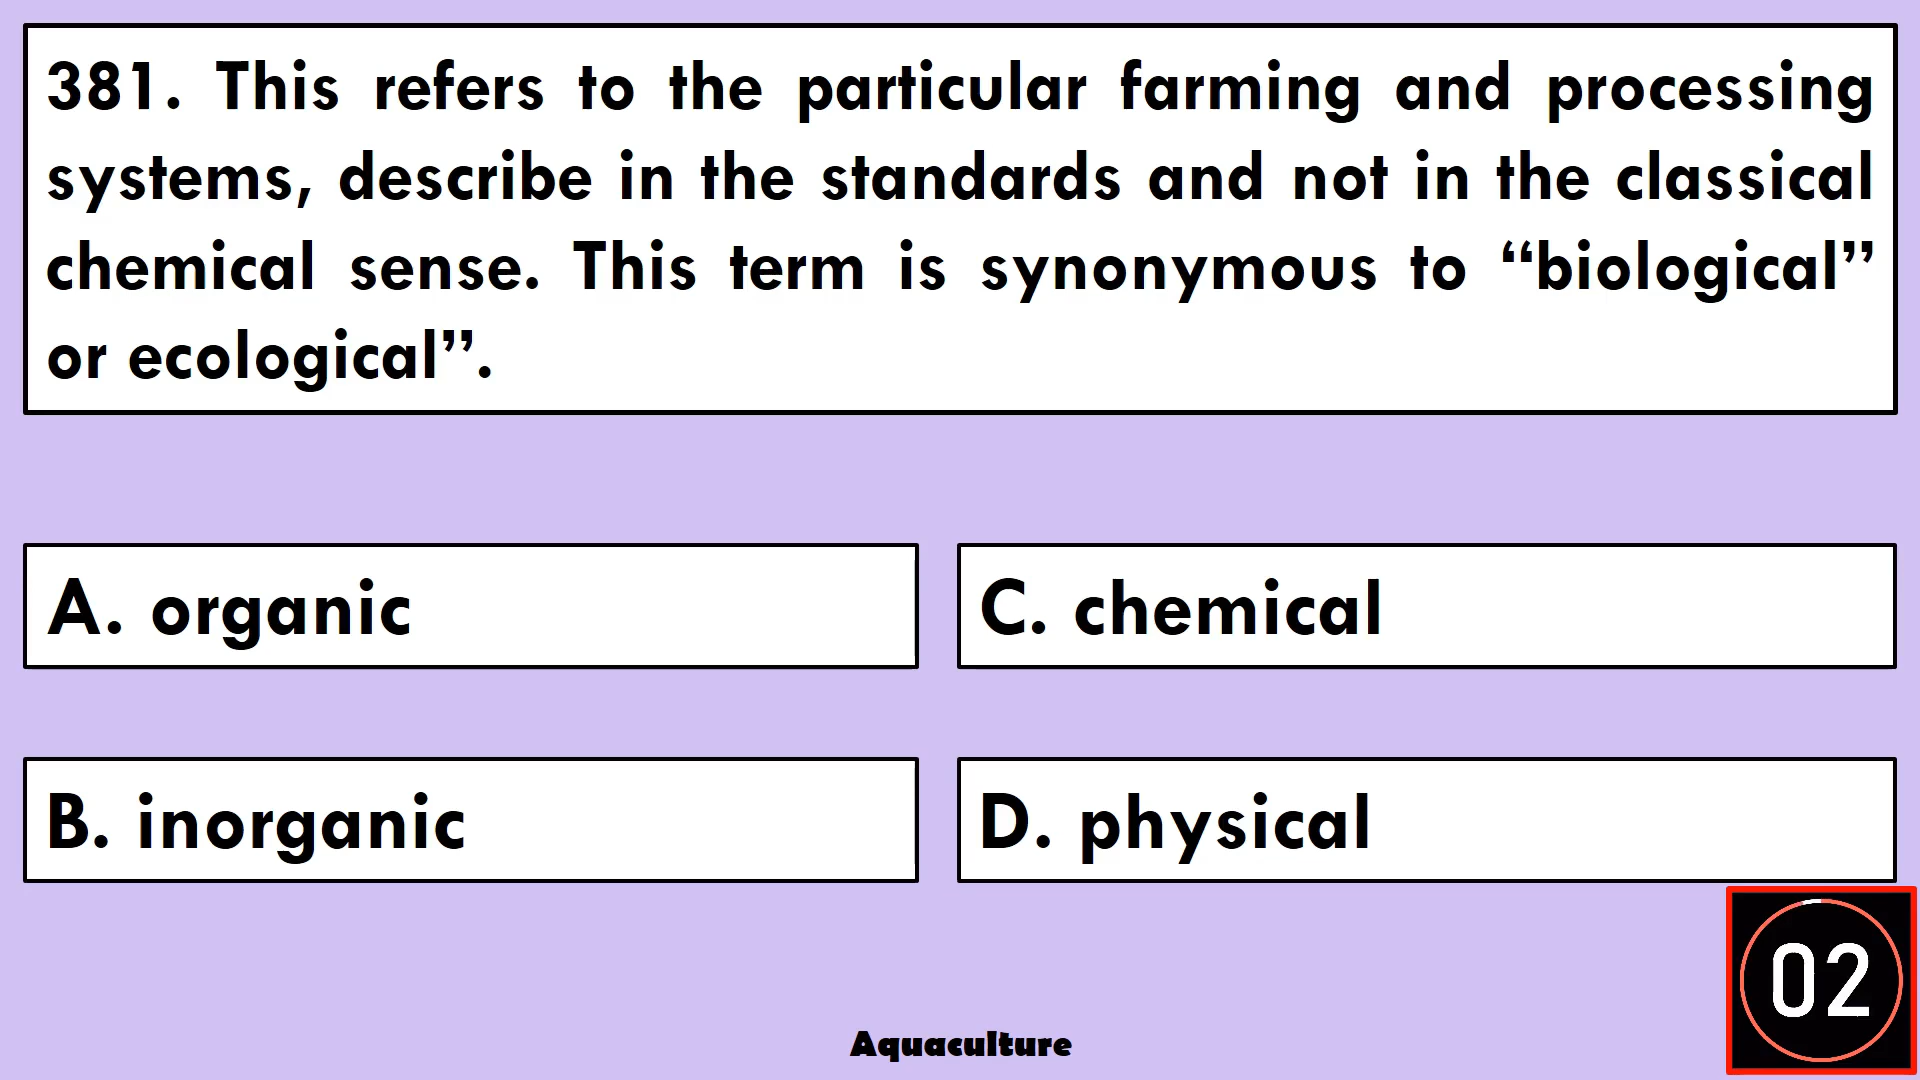 381. This refers to the particular farming and processing
systems, describe in the standards and not in the classical
chemical sense. This term is synonymous to “biological”
or ecological”.
A. organic
C. chemical
B. inorganic
D. physical
02
Aquaculture